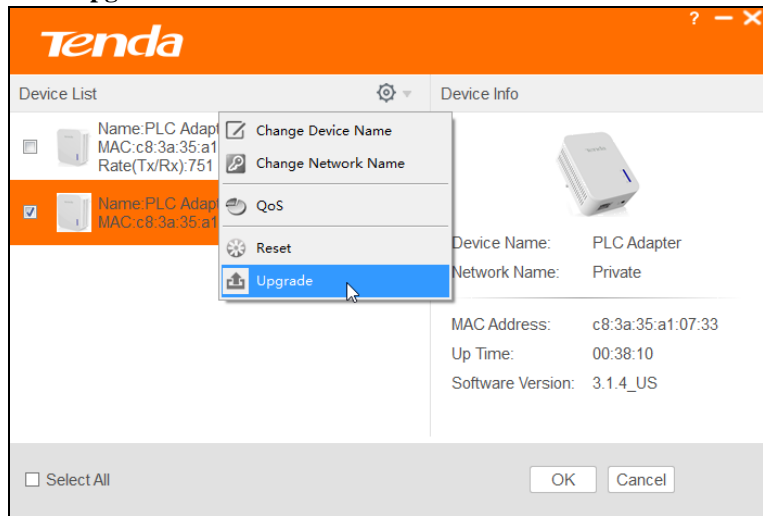 Tenda
? 
Device List
Device Info
Name:PLC Adapt
MAC:c8:3a:35:a1
Rate(Tx/Rx):751
Name:PLC Adapt
MAC:c8:3a:35:a1
Change Device Name
Change Network Name
QoS
Reset
Upgrade
Device Name: PLC Adapter
Network Name: Private
MAC Address: c8:3a:35:a1:07:33
Up Time: 00:38:10
Software Version: 3.1.4_US
Select All
OK Cancel